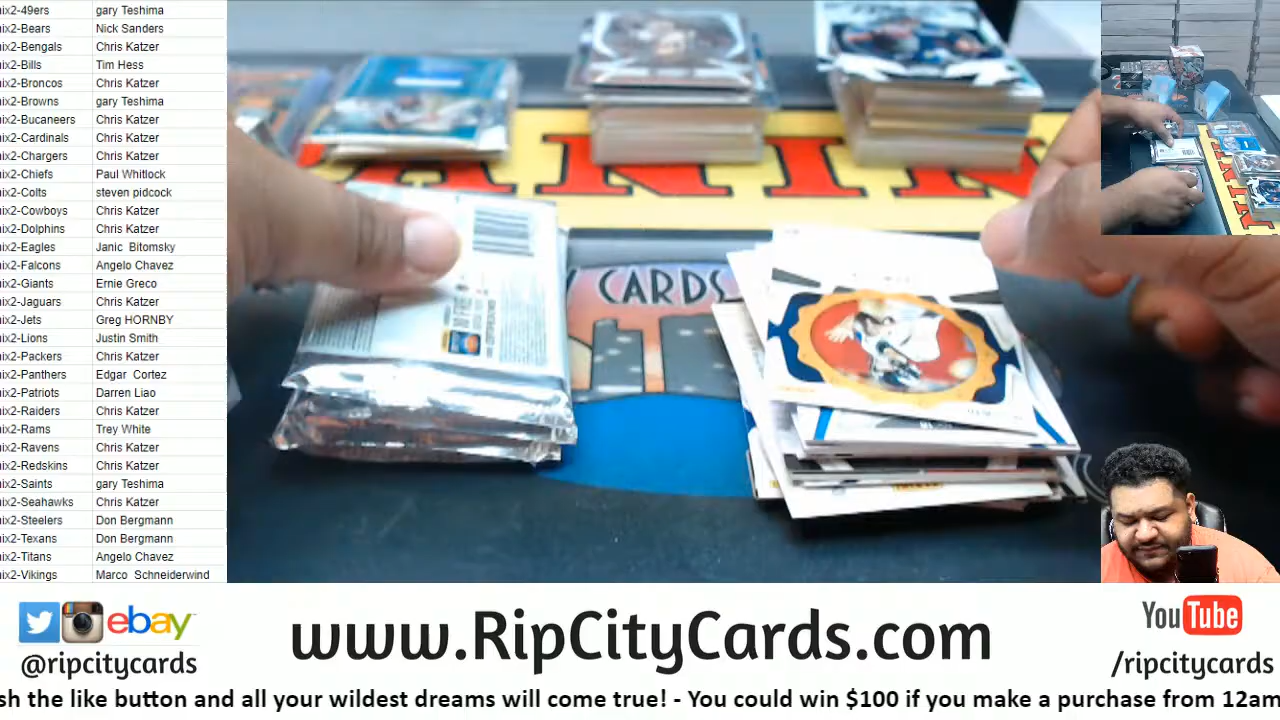 ix2-49ers gary Teshima
ix2-Bears Nick Sanders
ix2-Bengals Chris Katzer
ix2-Bills Tim Hess
ix2-Broncos Chris Katzer
ix2-Browns gary Teshima
ix2-Bucaneers Chris Katzer
ix2-Cardinals Chris Katzer
ix2-Chargers Chris Katzer
ix2-Chiefs Paul Whitlock
ix2-Colts steven pidcock
ix2-Cowboys Chris Katzer
ix2-Dolphins Chris Katzer
ix2-Eagles Janic Bitomsky
ix2-Falcons Angelo Chavez
ix2-Giants Ernie Greco
ix2-Jaguars Chris Katzer
ix2-Jets Greg HORNBY
ix2-Lions Justin Smith
ix2-Packers Chris Katzer
ix2-Panthers Edgar Cortez
ix2-Patriots Darren Liao
ix2-Raiders Chris Katzer
ix2-Rams Trey White
ix2-Ravens Chris Katzer
ix2-Redskins Chris Katzer
ix2-Saints gary Teshima
ix2-Seahawks Chris Katzer
ix2-Steelers Don Bergmann
ix2-Texans Don Bergmann
ix2-Titans Angelo Chavez
ix2-Vikings Marco Schneiderwind
ANINI
CARDS
ebay
@ripcitycards
www.RipCityCards.com
YouTube
/ripcitycards
sh the like button and all your wildest dreams will come true! - You could win $100 if you make a purchase from 12am